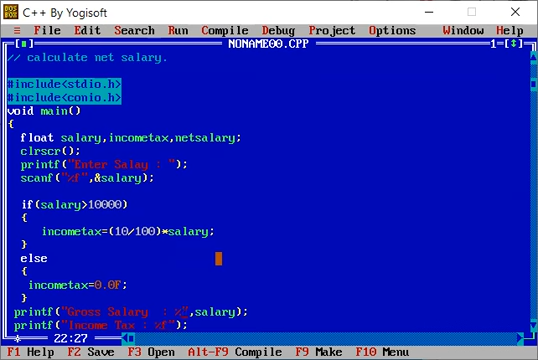 C++ By Yogisoft
≡ File Edit Search Run Compile Debug Project Options Window Help
[■] NONAME00.CPP 1=[↕]
// calculate net salary.
#include<stdio.h>
#include<conio.h>
void main()
{
float salary,incometax,netsalary;
clrscr();
printf("Enter Salay : ");
scanf("%f",&salary);
if(salary>10000)
{
incometax=(10/100)*salary;
}
else
{
incometax=0.0F;
}
printf("Gross Salary : %",salary);
printf("Income Tax : %f");
* 22:27
F1 Help F2 Save F3 Open Alt-F9 Compile F9 Make F10 Menu